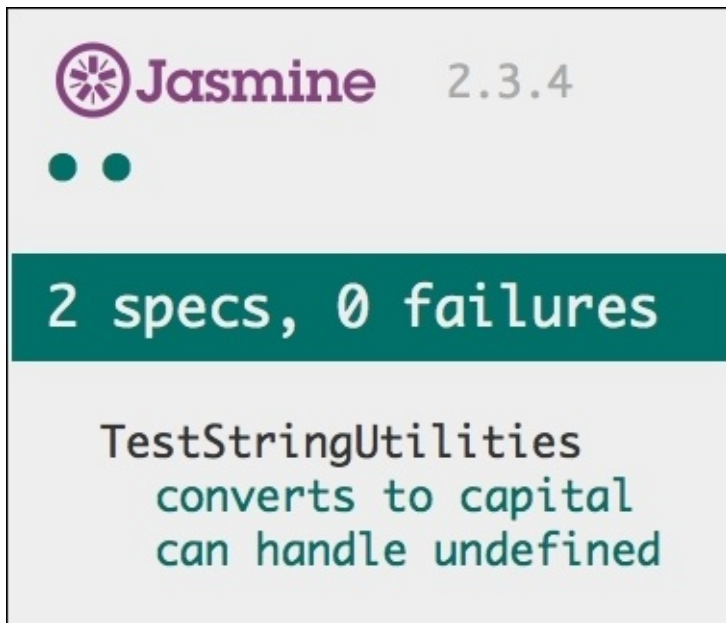 Jasmine 2.3.4
2 specs, 0 failures
TestStringUtilities
converts to capital
can handle undefined